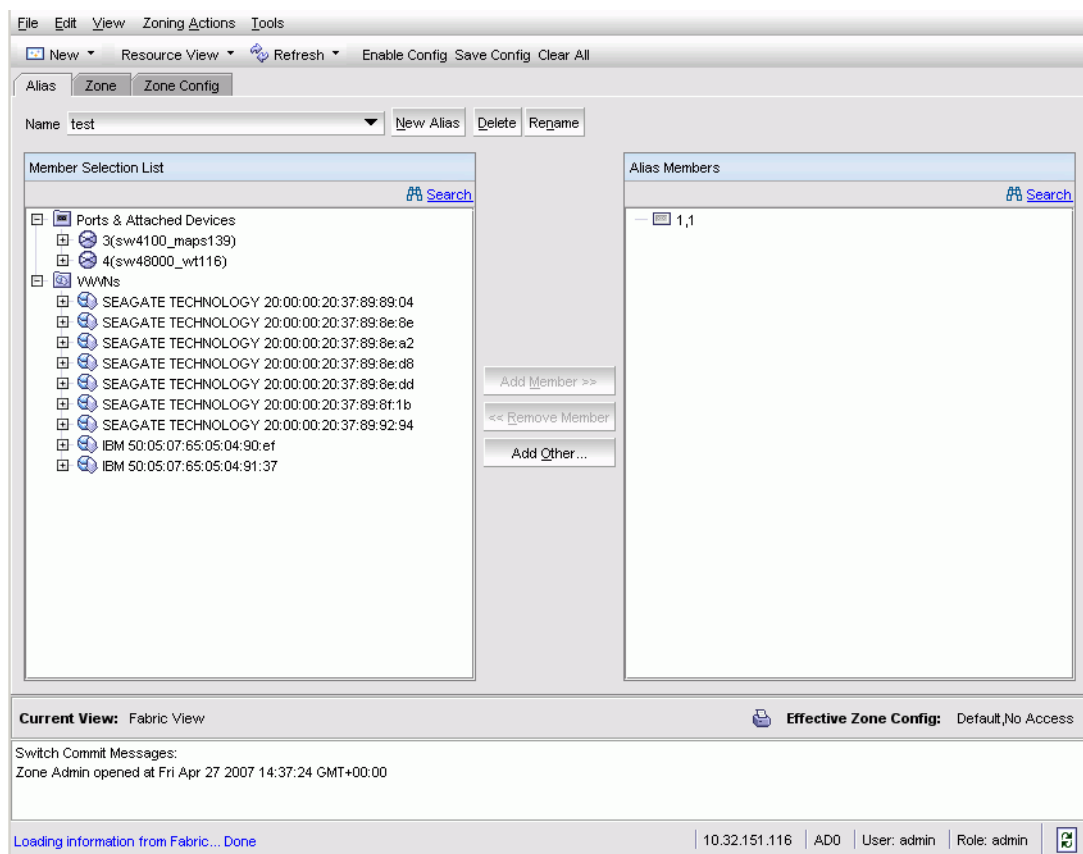 File Edit View Zoning Actions Tools
New Resource View Refresh Enable Config Save Config Clear All
Alias Zone Zone Config
Name test New Alias Delete Rename
Member Selection List
Search
Ports & Attached Devices
3(sw4100_maps139)
4(sw48000_wt116)
WWNs
SEAGATE TECHNOLOGY 20:00:00:20:37:89:89:04
SEAGATE TECHNOLOGY 20:00:00:20:37:89:8e:8e
SEAGATE TECHNOLOGY 20:00:00:20:37:89:8e:a2
SEAGATE TECHNOLOGY 20:00:00:20:37:89:8e:d8
SEAGATE TECHNOLOGY 20:00:00:20:37:89:8e:dd
SEAGATE TECHNOLOGY 20:00:00:20:37:89:8f:1b
SEAGATE TECHNOLOGY 20:00:00:20:37:89:92:94
IBM 50:05:07:65:05:04:90:ef
IBM 50:05:07:65:05:04:91:37
Add Member >>
<< Remove Member
Add Other...
Alias Members
Search
1,1
Current View: Fabric View Effective Zone Config: Default,No Access
Switch Commit Messages:
Zone Admin opened at Fri Apr 27 2007 14:37:24 GMT+00:00
Loading information from Fabric... Done 10.32.151.116 AD0 User: admin Role: admin